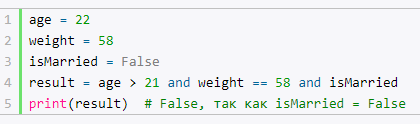 1 age = 22
2 weight = 58
3 isMarried = False
4 result = age > 21 and weight == 58 and isMarried
5 print(result)  # False, так как isMarried = False